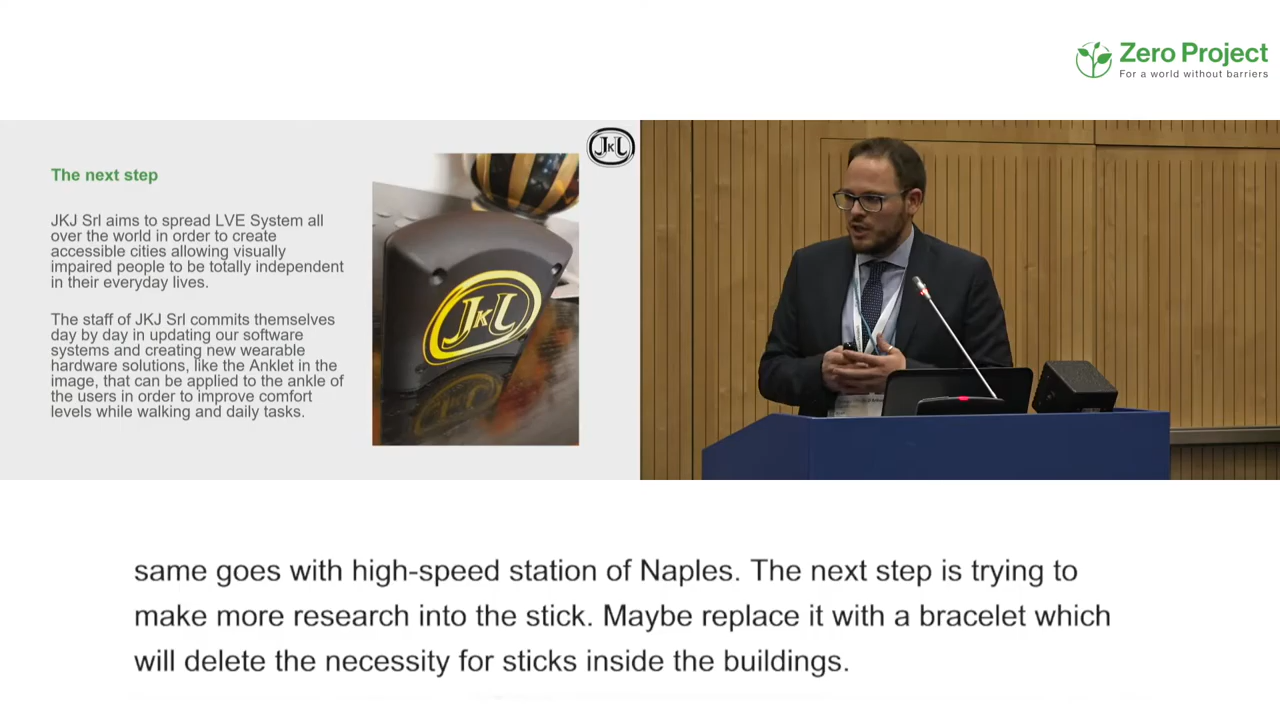 Zero Project
For a world without barriers
JKJ
The next step
JKJ Srl aims to spread LVE System all
over the world in order to create
accessible cities allowing visually
impaired people to be totally independent
in their everyday lives.
The staff of JKJ Srl commits themselves
day by day in updating our software
systems and creating new wearable
hardware solutions, like the Anklet in the
image, that can be applied to the ankle of
the users in order to improve comfort
levels while walking and daily tasks.
JKJ
same goes with high-speed station of Naples. The next step is trying to
make more research into the stick. Maybe replace it with a bracelet which
will delete the necessity for sticks inside the buildings.